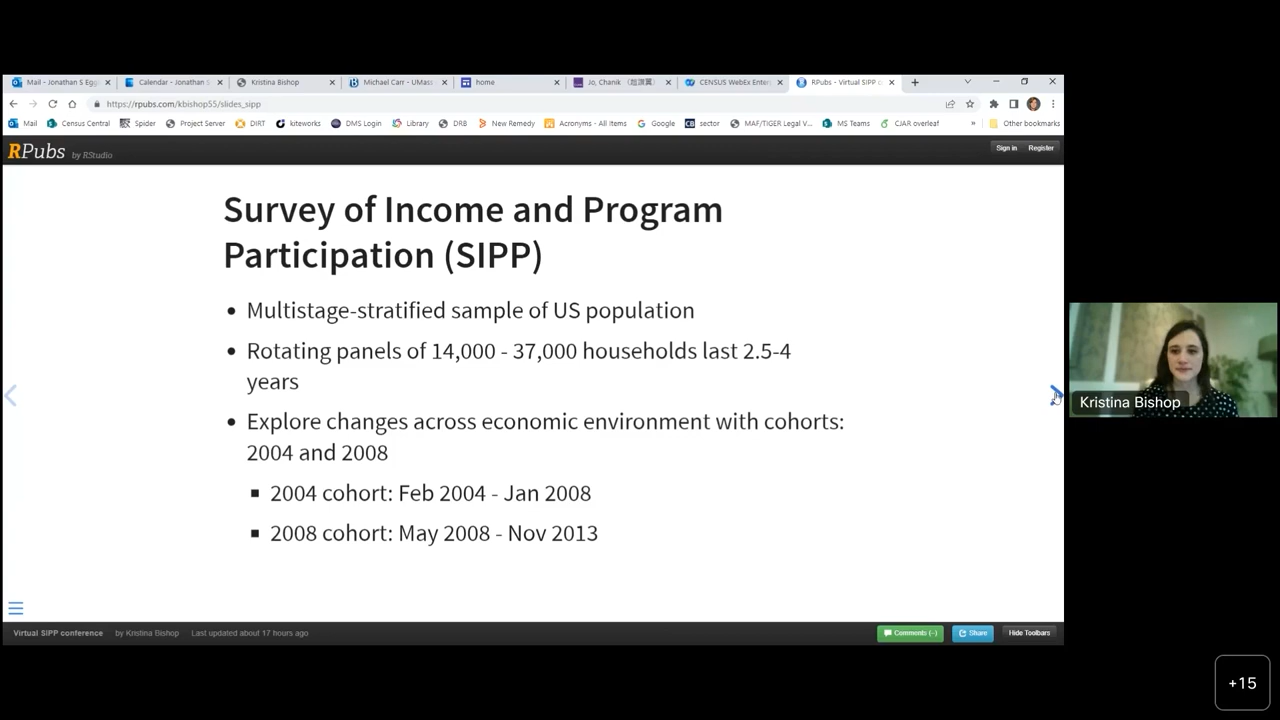 Mail - Jonathan S Egg
Calendar - Jonathan S
Kristina Bishop
Michael Carr - UMass
home
Jo, Chanik
CENSUS WebEx Enter
RPubs - Virtual SIPP c
https://rpubs.com/kbishop55/slides_sipp
Mail
Census Central
Spider
Project Server
DIRT
kiteworks
DMS Login
Library
DRB
New Remedy
Acronyms - All Items
Google
sector
MAF/TIGER Legal V...
MS Teams
CJAR overleaf
»
Other bookmarks
RPubs by RStudio
Sign in
Register
Survey of Income and Program
Participation (SIPP)
• Multistage-stratified sample of US population
• Rotating panels of 14,000 - 37,000 households last 2.5-4
years
• Explore changes across economic environment with cohorts:
2004 and 2008
▪ 2004 cohort: Feb 2004 - Jan 2008
▪ 2008 cohort: May 2008 - Nov 2013
Kristina Bishop
Virtual SIPP conference
by Kristina Bishop
Last updated about 17 hours ago
Comments (-)
Share
Hide Toolbars
+15